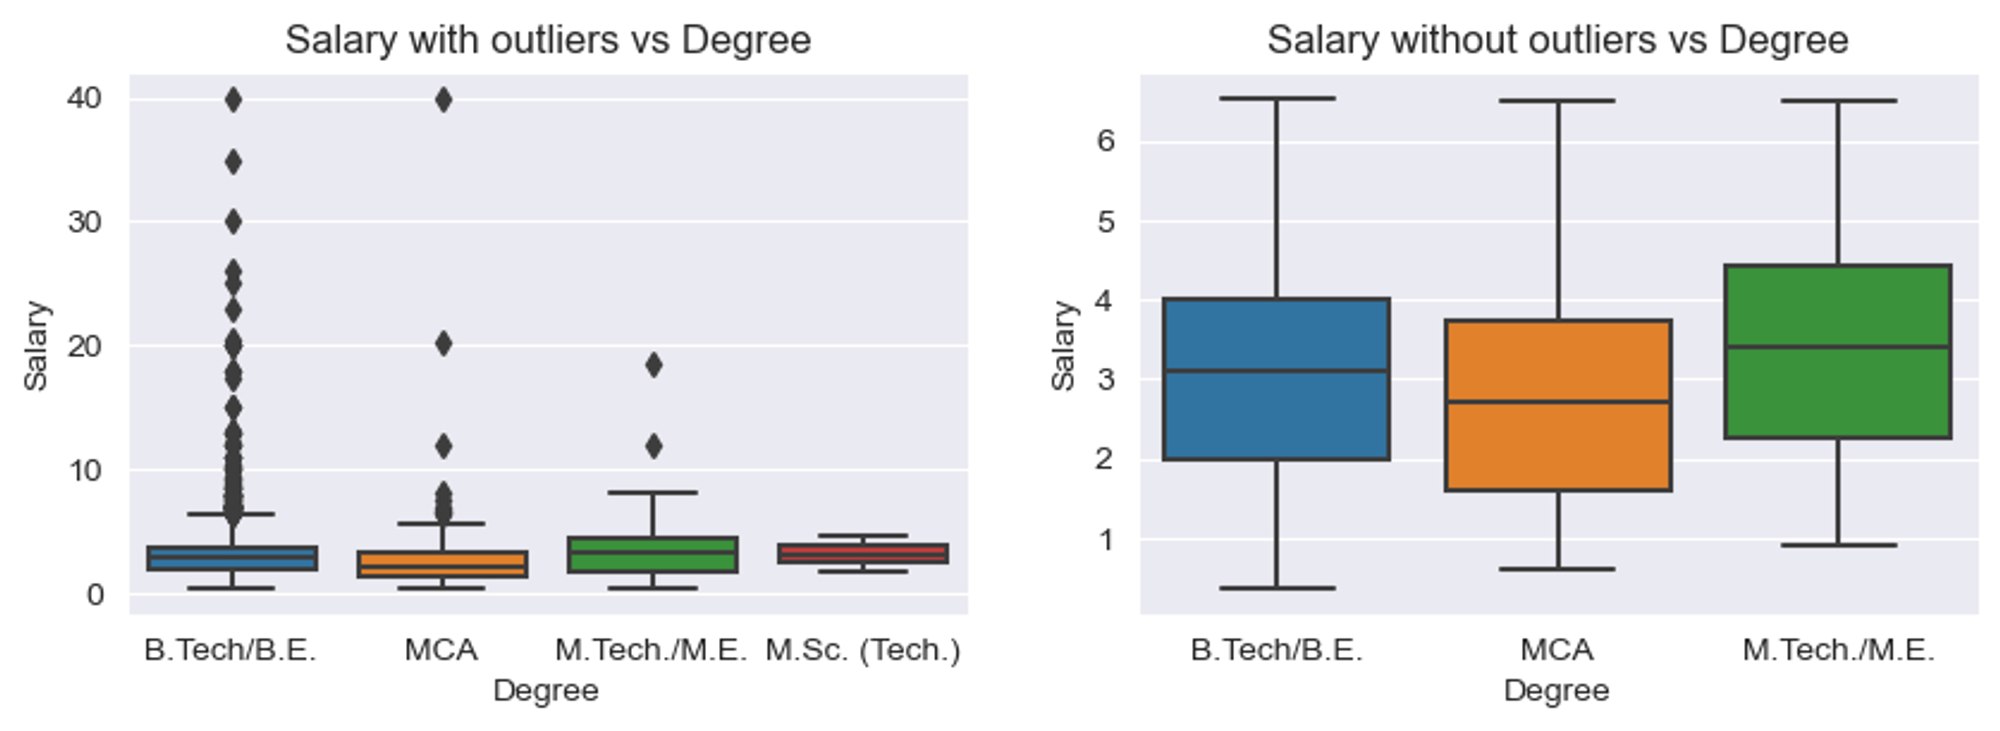 Salary with outliers vs Degree
40
30
20
10
0
Salary
B.Tech/B.E.
MCA
M.Tech./M.E.
M.Sc. (Tech.)
Degree
Salary without outliers vs Degree
6
5
4
3
2
1
Salary
B.Tech/B.E.
MCA
M.Tech./M.E.
Degree